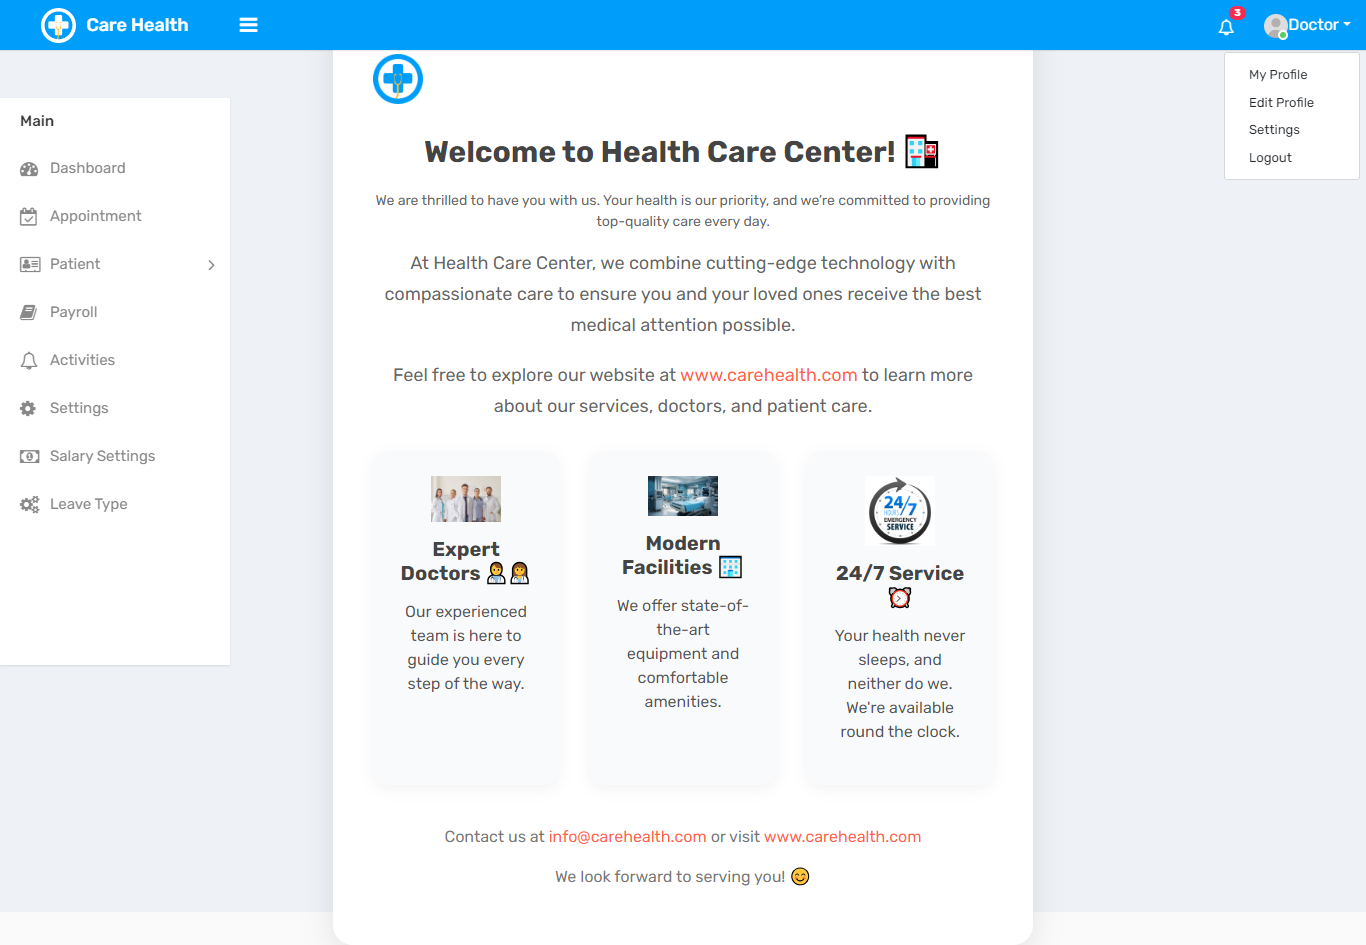 Care Health
3
Doctor
My Profile
Edit Profile
Settings
Logout
Main
Dashboard
Appointment
Patient
Payroll
Activities
Settings
Salary Settings
Leave Type
Welcome to Health Care Center! 🏥
We are thrilled to have you with us. Your health is our priority, and we’re committed to providing
top-quality care every day.
At Health Care Center, we combine cutting-edge technology with
compassionate care to ensure you and your loved ones receive the best
medical attention possible.
Feel free to explore our website at www.carehealth.com to learn more
about our services, doctors, and patient care.
Expert
Doctors 👨‍⚕️👩‍⚕️
Our experienced
team is here to
guide you every
step of the way.
Modern
Facilities 🏢
We offer state-of-
the-art
equipment and
comfortable
amenities.
24/7
HOURS
EMERGENCY
SERVICE
24/7 Service
⏰
Your health never
sleeps, and
neither do we.
We're available
round the clock.
Contact us at info@carehealth.com or visit www.carehealth.com
We look forward to serving you! 😊